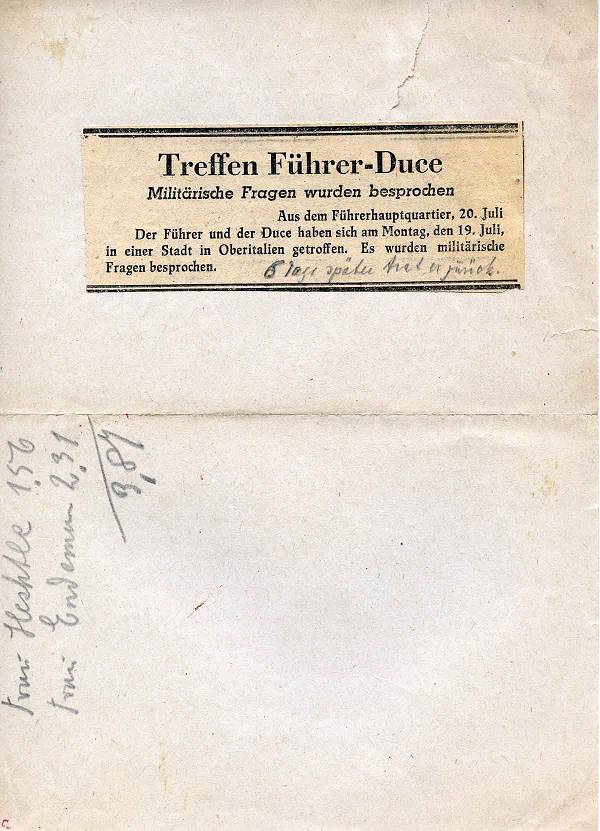 Treffen Führer-Duce
Militärische Fragen wurden besprochen
Aus dem Führerhauptquartier, 20. Juli
Der Führer und der Duce haben sich am Montag, den 19. Juli,
in einer Stadt in Oberitalien getroffen. Es wurden militärische
Fragen besprochen.
Tage später trat er zurück.
Frau 1,56
Frau 2,31
3,87